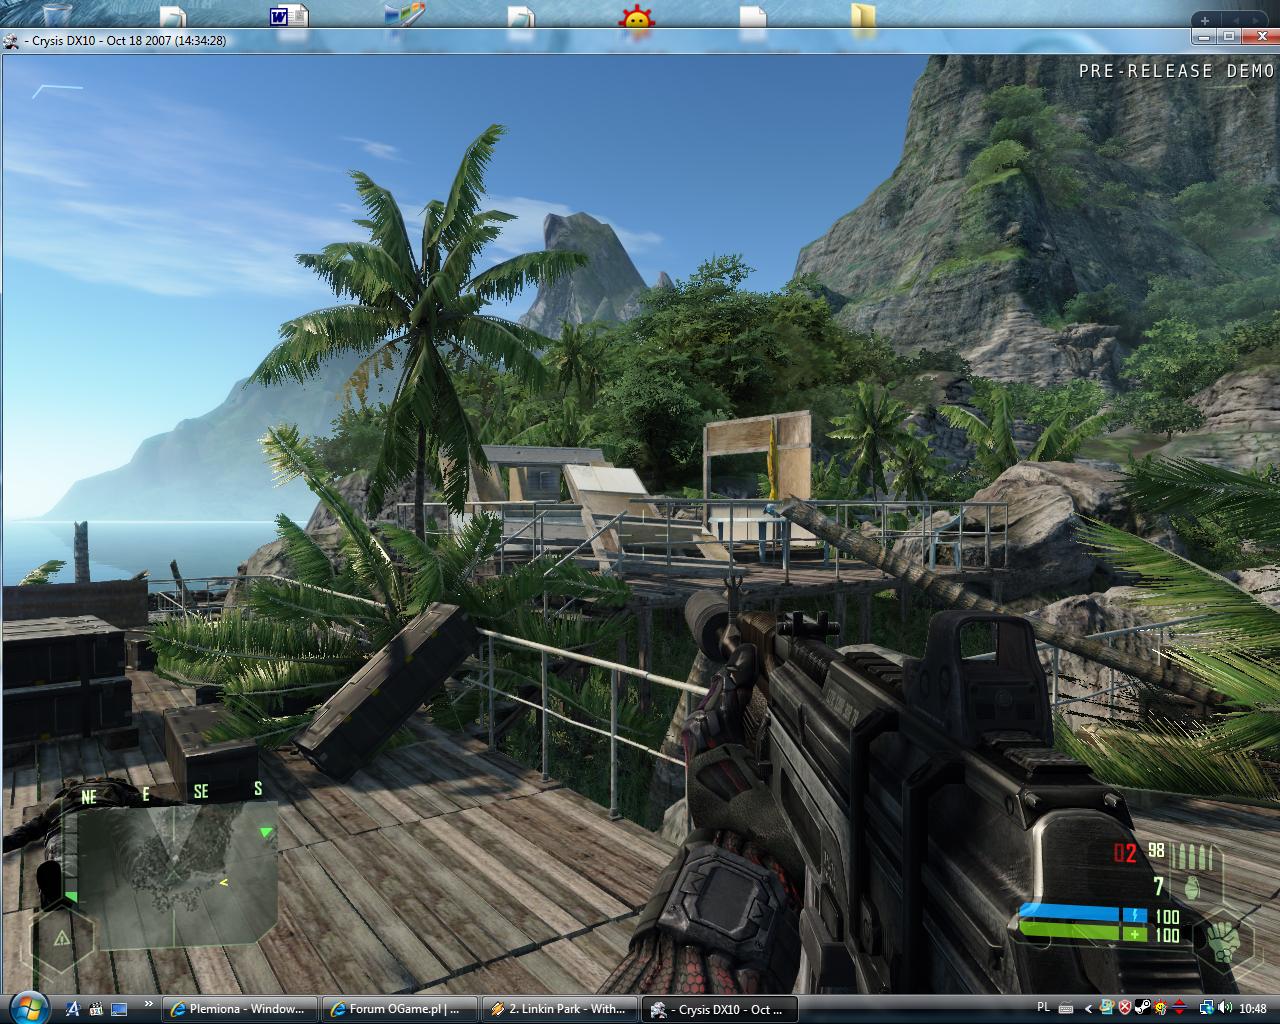 - Crysis DX10 - Oct 18 2007 (14:34:28)
PRE-RELEASE DEMO
NE E SE S
02 98
7
100
100
Plemiona - Window...
Forum OGame.pl | ...
2. Linkin Park - With...
- Crysis DX10 - Oct ...
PL
10:48